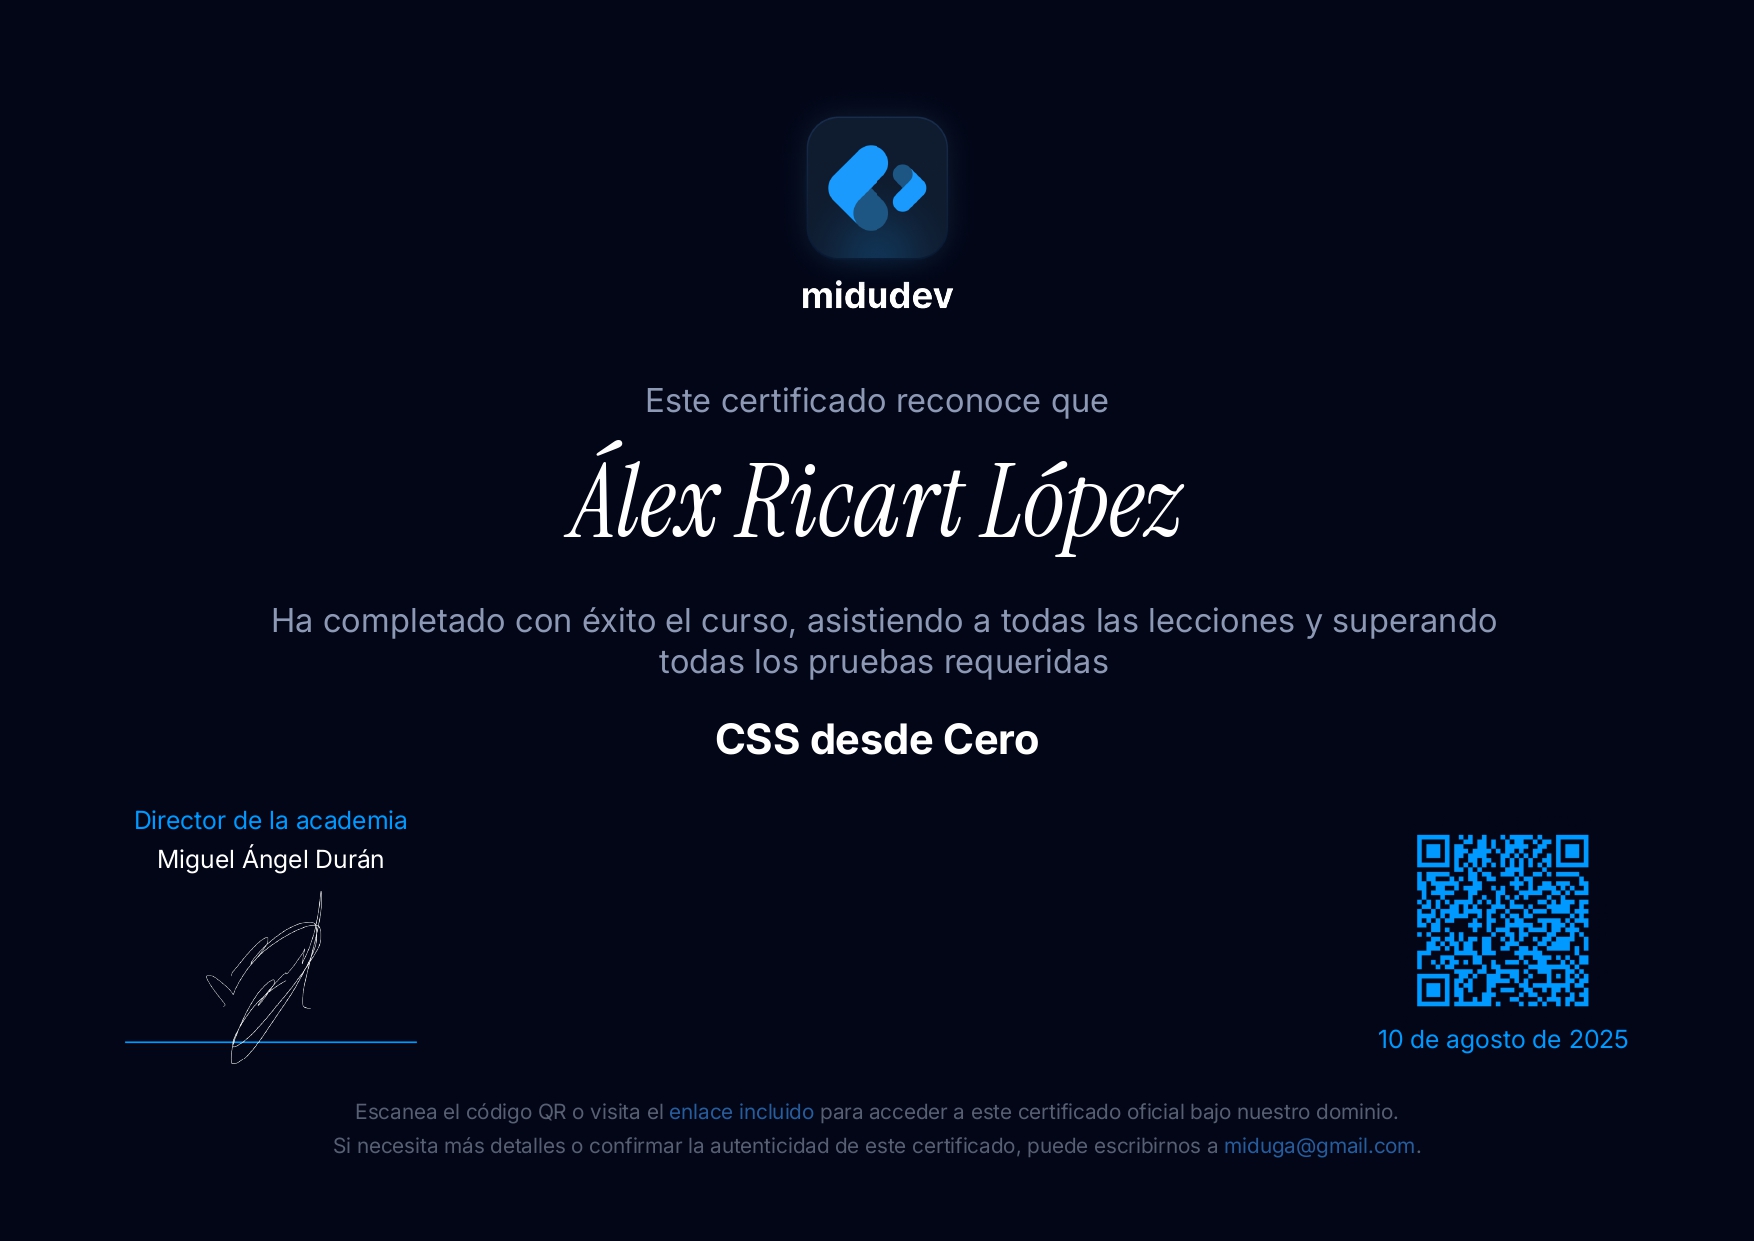 midudev
Este certificado reconoce que
Álex Ricart López
Ha completado con éxito el curso, asistiendo a todas las lecciones y superando
todas los pruebas requeridas
CSS desde Cero
Director de la academia
Miguel Ángel Durán
10 de agosto de 2025
Escanea el código QR o visita el enlace incluido para acceder a este certificado oficial bajo nuestro dominio.
Si necesita más detalles o confirmar la autenticidad de este certificado, puede escribirnos a miduga@gmail.com.